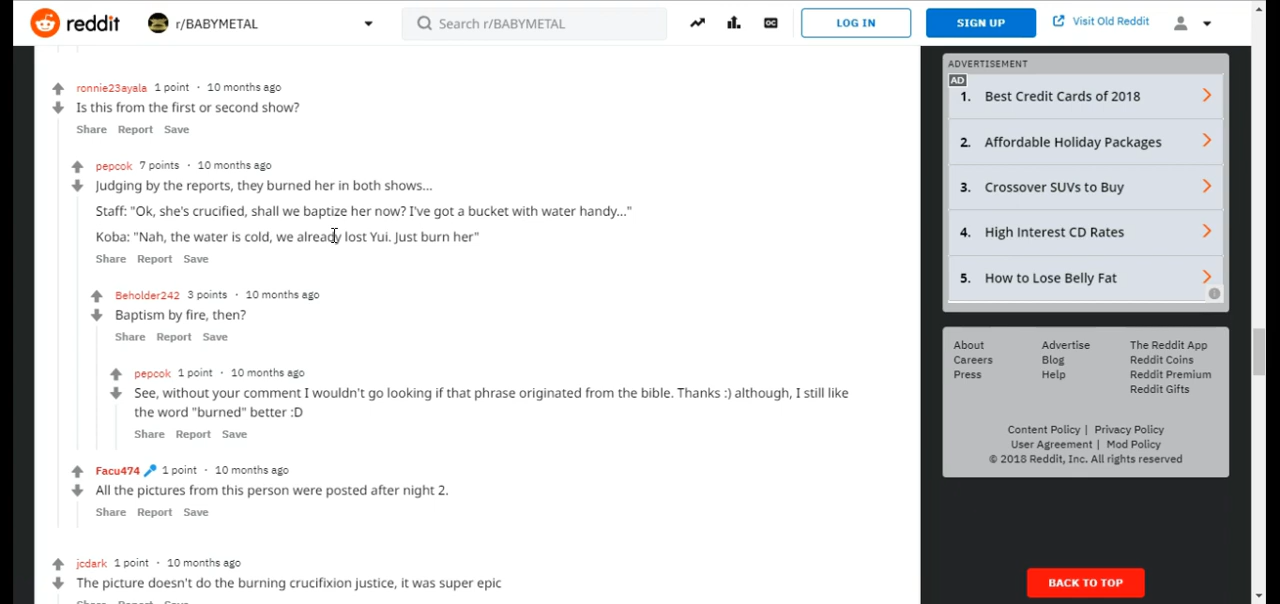 reddit
r/BABYMETAL
Search r/BABYMETAL
LOG IN
SIGN UP
Visit Old Reddit
ronnie23ayala 1 point · 10 months ago
Is this from the first or second show?
Share Report Save
pepcok 7 points · 10 months ago
Judging by the reports, they burned her in both shows...
Staff: "Ok, she's crucified, shall we baptize her now? I've got a bucket with water handy..."
Koba: "Nah, the water is cold, we already lost Yui. Just burn her"
Share Report Save
Beholder242 3 points · 10 months ago
Baptism by fire, then?
Share Report Save
pepcok 1 point · 10 months ago
See, without your comment I wouldn't go looking if that phrase originated from the bible. Thanks :) although, I still like
the word "burned" better :D
Share Report Save
Facu474 1 point · 10 months ago
All the pictures from this person were posted after night 2.
Share Report Save
jcdark 1 point · 10 months ago
The picture doesn't do the burning crucifixion justice, it was super epic
Share Report Save
ADVERTISEMENT
AD
1. Best Credit Cards of 2018
2. Affordable Holiday Packages
3. Crossover SUVs to Buy
4. High Interest CD Rates
5. How to Lose Belly Fat
About Advertise The Reddit App
Careers Blog Reddit Coins
Press Help Reddit Premium
Reddit Gifts
Content Policy | Privacy Policy
User Agreement | Mod Policy
© 2018 Reddit, Inc. All rights reserved
BACK TO TOP